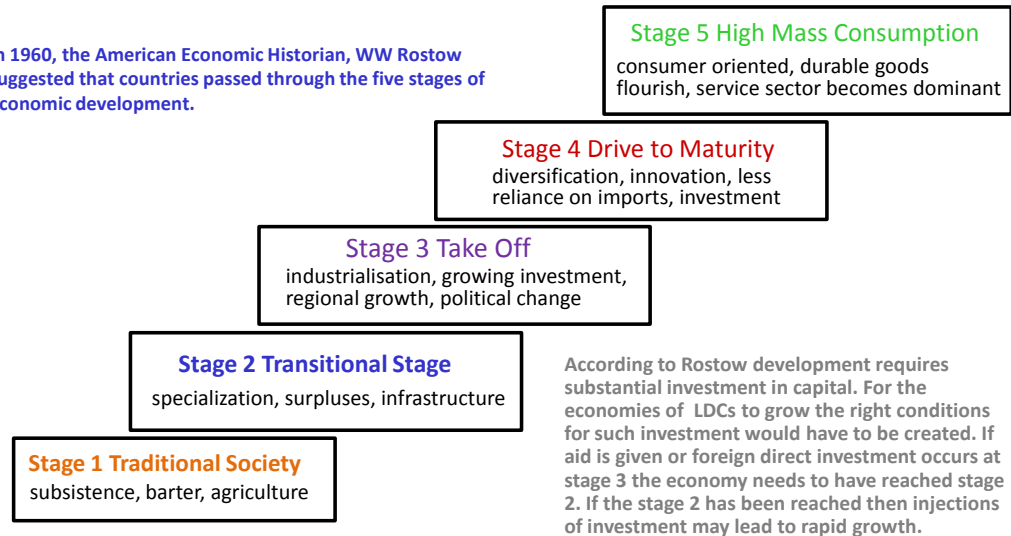 n 1960, the American Economic Historian, WW Rostow
uggested that countries passed through the five stages of
conomic development.
Stage 5 High Mass Consumption
consumer oriented, durable goods
flourish, service sector becomes dominant
Stage 4 Drive to Maturity
diversification, innovation, less
reliance on imports, investment
Stage 3 Take Off
industrialisation, growing investment,
regional growth, political change
Stage 2 Transitional Stage
specialization, surpluses, infrastructure
Stage 1 Traditional Society
subsistence, barter, agriculture
According to Rostow development requires
substantial investment in capital. For the
economies of LDCs to grow the right conditions
for such investment would have to be created. If
aid is given or foreign direct investment occurs at
stage 3 the economy needs to have reached stage
2. If the stage 2 has been reached then injections
of investment may lead to rapid growth.